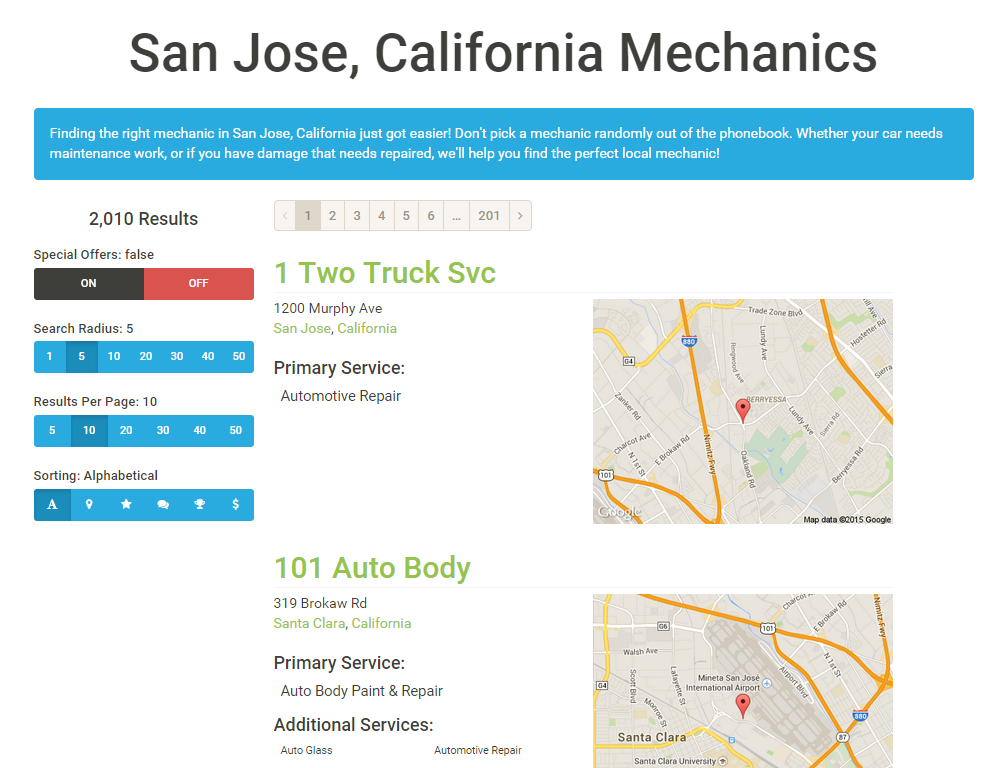 San Jose, California Mechanics
Finding the right mechanic in San Jose, California just got easier! Don't pick a mechanic randomly out of the phonebook. Whether your car needs
maintenance work, or if you have damage that needs repaired, we'll help you find the perfect local mechanic!
2,010 Results
Special Offers: false
ON OFF
Search Radius: 5
1 5 10 20 30 40 50
Results Per Page: 10
5 10 20 30 40 50
Sorting: Alphabetical
A $
‹ 1 2 3 4 5 6 ... 201 ›
1 Two Truck Svc
1200 Murphy Ave
San Jose, California
Primary Service:
Automotive Repair
Trade Zone Blvd
Hostetter Rd
880
Lundy Ave
Ringwood Ave
G4
Sierra
Zanker Rd
BERRYESSA
Lundy Ave
Sierra Rd
Charcot Ave
E Brokaw Rd
N 1st St
Nimitz Fwy
Oakland Rd
Berryessa Rd
101
Google
Map data ©2015 Google
101 Auto Body
319 Brokaw Rd
Santa Clara, California
Primary Service:
Auto Body Paint & Repair
Additional Services:
Auto Glass Automotive Repair
Charcot A
E Brokaw Rd
Nimitz Fwy
G6
101
Walsh Ave
N 1st St
Scott Blvd
Lafayette St
Mineta San José
International Airport
Airport Blvd
G4
Monroe St
880
87
Santa Clara
Santa Clara University